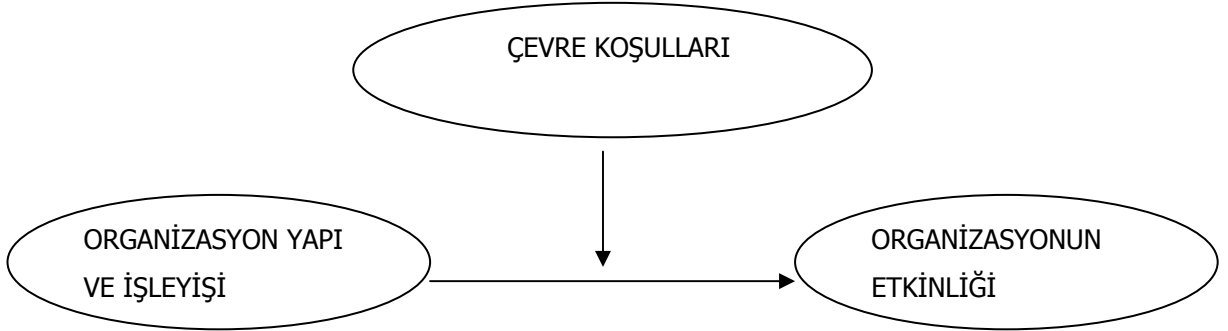 ÇEVRE KOŞULLARI
ORGANİZASYON YAPI
VE İŞLEYİŞİ
ORGANİZASYONUN
ETKİNLİĞİ